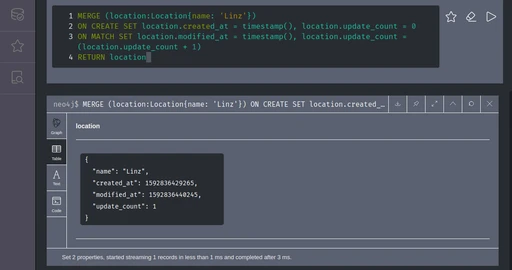 1 MERGE (location:Location{name: 'Linz'})
2 ON CREATE SET location.created_at = timestamp(), location.update_count = 0
3 ON MATCH SET location.modified_at = timestamp(), location.update_count =
(location.update_count + 1)
4 RETURN location
neo4j$ MERGE (location:Location{name: 'Linz'}) ON CREATE SET location.created_…
Graph
location
Table
{
"name": "Linz",
"created_at": 1592836429265,
"modified_at": 1592836440245,
"update_count": 1
}
Text
Code
Set 2 properties, started streaming 1 records in less than 1 ms and completed after 3 ms.